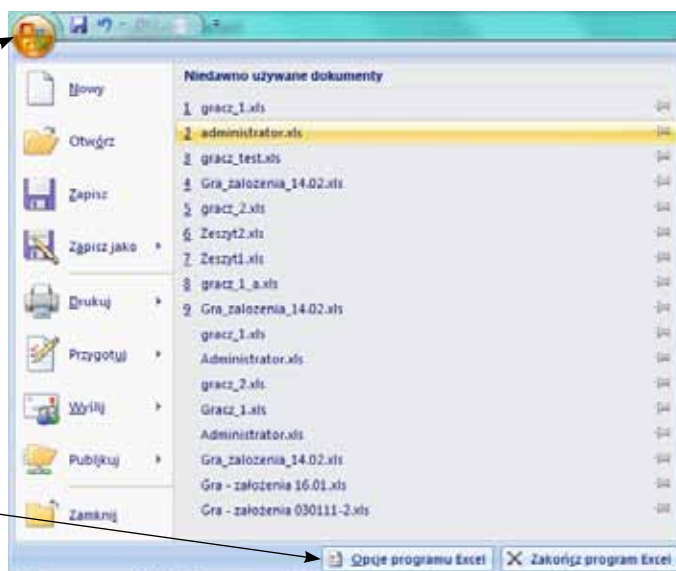 Niedawno używane dokumenty
Nowy
Otwórz
Zapisz
Zapisz jako
Drukuj
Przygotuj
Wyślij
Publikuj
Zamknij
1 gracz_1.xls
2 administrator.xls
3 gracz_test.xls
4 Gra_zalozenia_14.02.xls
5 gracz_2.xls
6 Zeszyt2.xls
7 Zeszyt1.xls
8 gracz_1_a.xls
9 Gra_zalozenia_14.02.xls
gracz_1.xls
Administrator.xls
gracz_2.xls
Gracz_1.xls
Administrator.xls
Gra_zalozenia_14.02.xls
Gra - założenia 16.01.xls
Gra - założenia 030111-2.xls
Opcje programu Excel
Zakończ program Excel